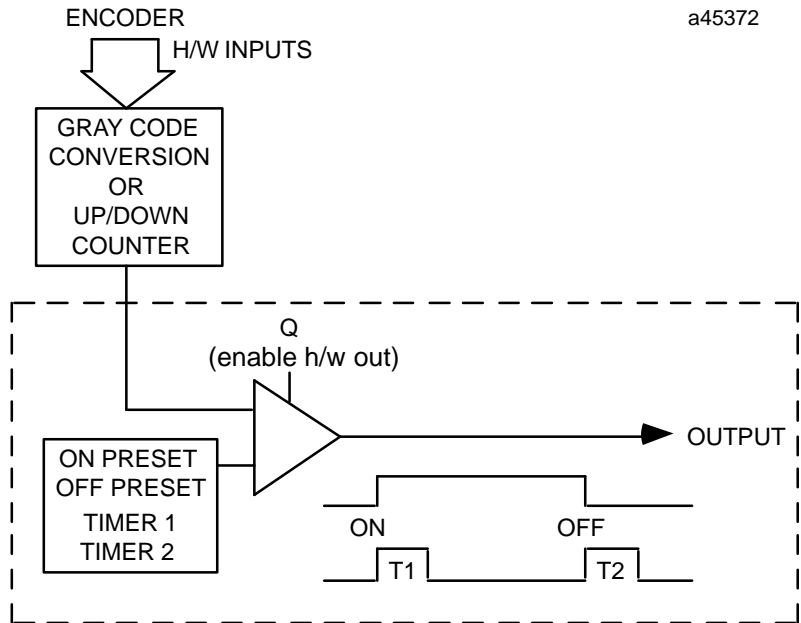 ENCODER
a45372
H/W INPUTS
GRAY CODE
CONVERSION
OR
UP/DOWN
COUNTER
Q
(enable h/w out)
OUTPUT
ON PRESET
OFF PRESET
TIMER 1
TIMER 2
ON
OFF
T1
T2